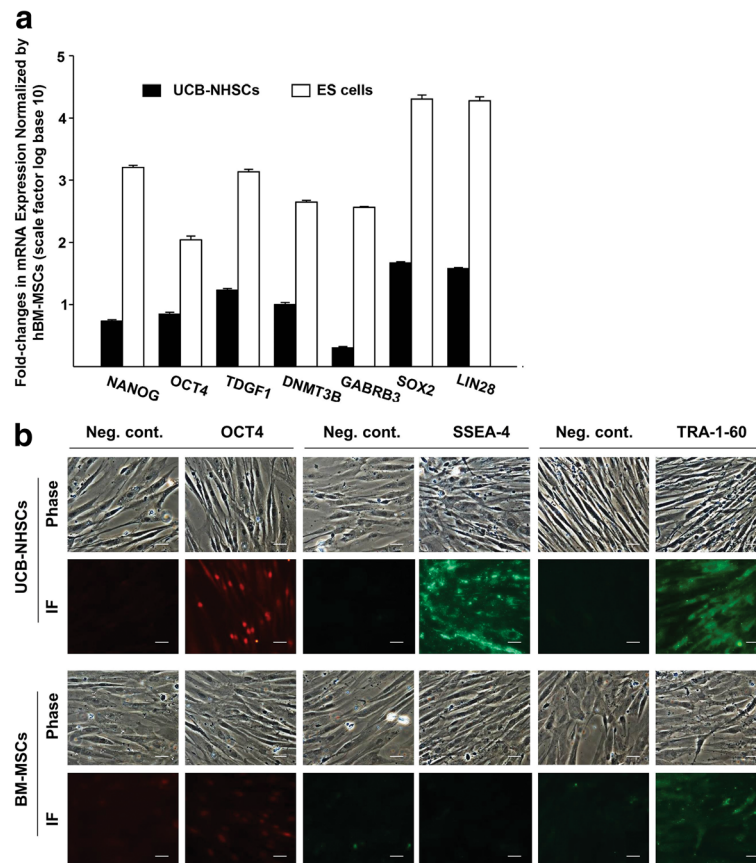 a
Fold-changes in mRNA Expression Normalized by
hBM-MSCs (scale factor log base 10)
5
4
3
2
1
UCB-NHSCs
ES cells
NANOG
OCT4
TDGF1
DNMT3B
GABRB3
SOX2
LIN28
b
Neg. cont.
OCT4
Neg. cont.
SSEA-4
Neg. cont.
TRA-1-60
UCB-NHSCs
Phase
IF
BM-MSCs
Phase
IF